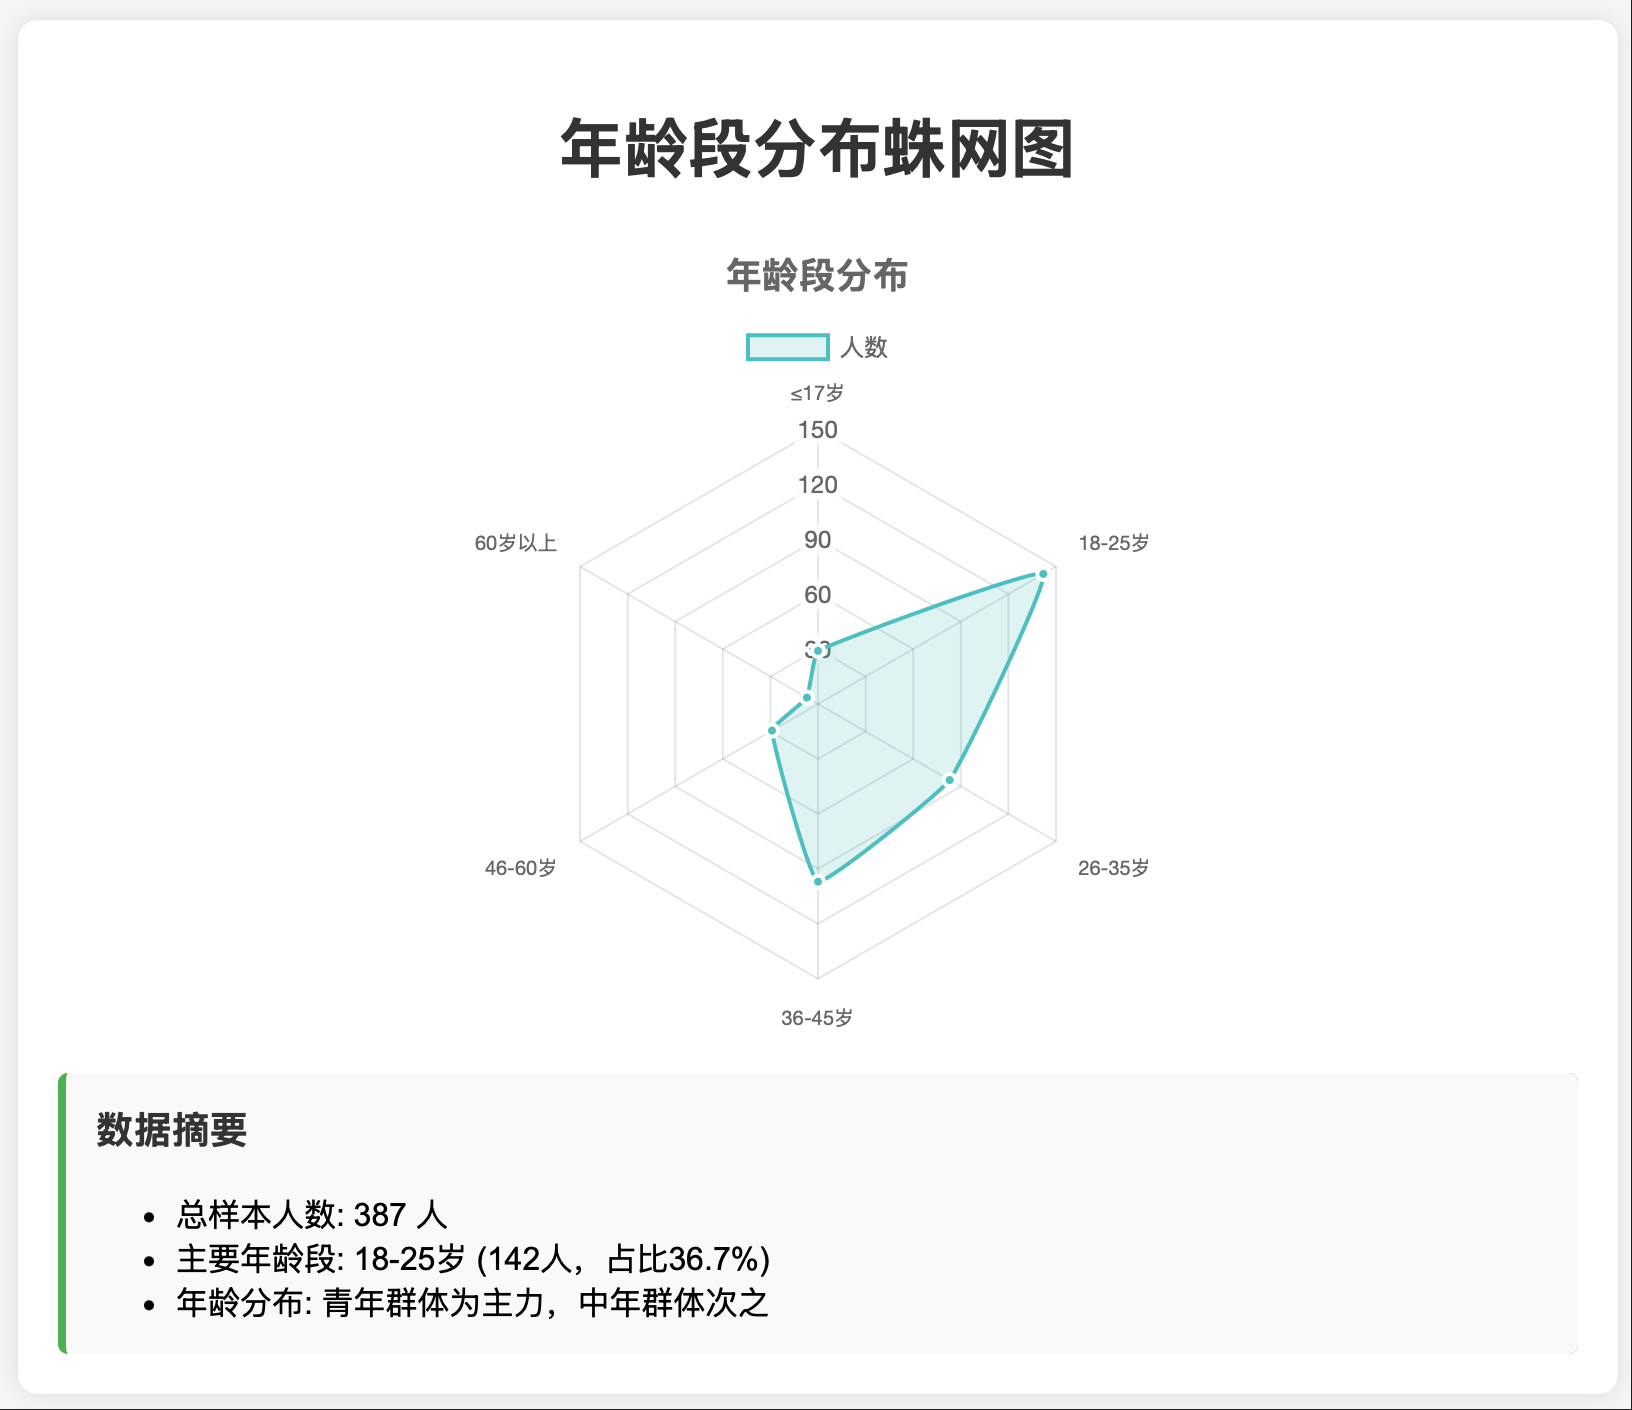 年龄段分布蛛网图
年龄段分布
人数
≤17岁
150
120
90
60
30
60岁以上
18-25岁
46-60岁
26-35岁
36-45岁
数据摘要
• 总样本人数: 387 人
• 主要年龄段: 18-25岁 (142人，占比36.7%)
• 年龄分布: 青年群体为主力，中年群体次之